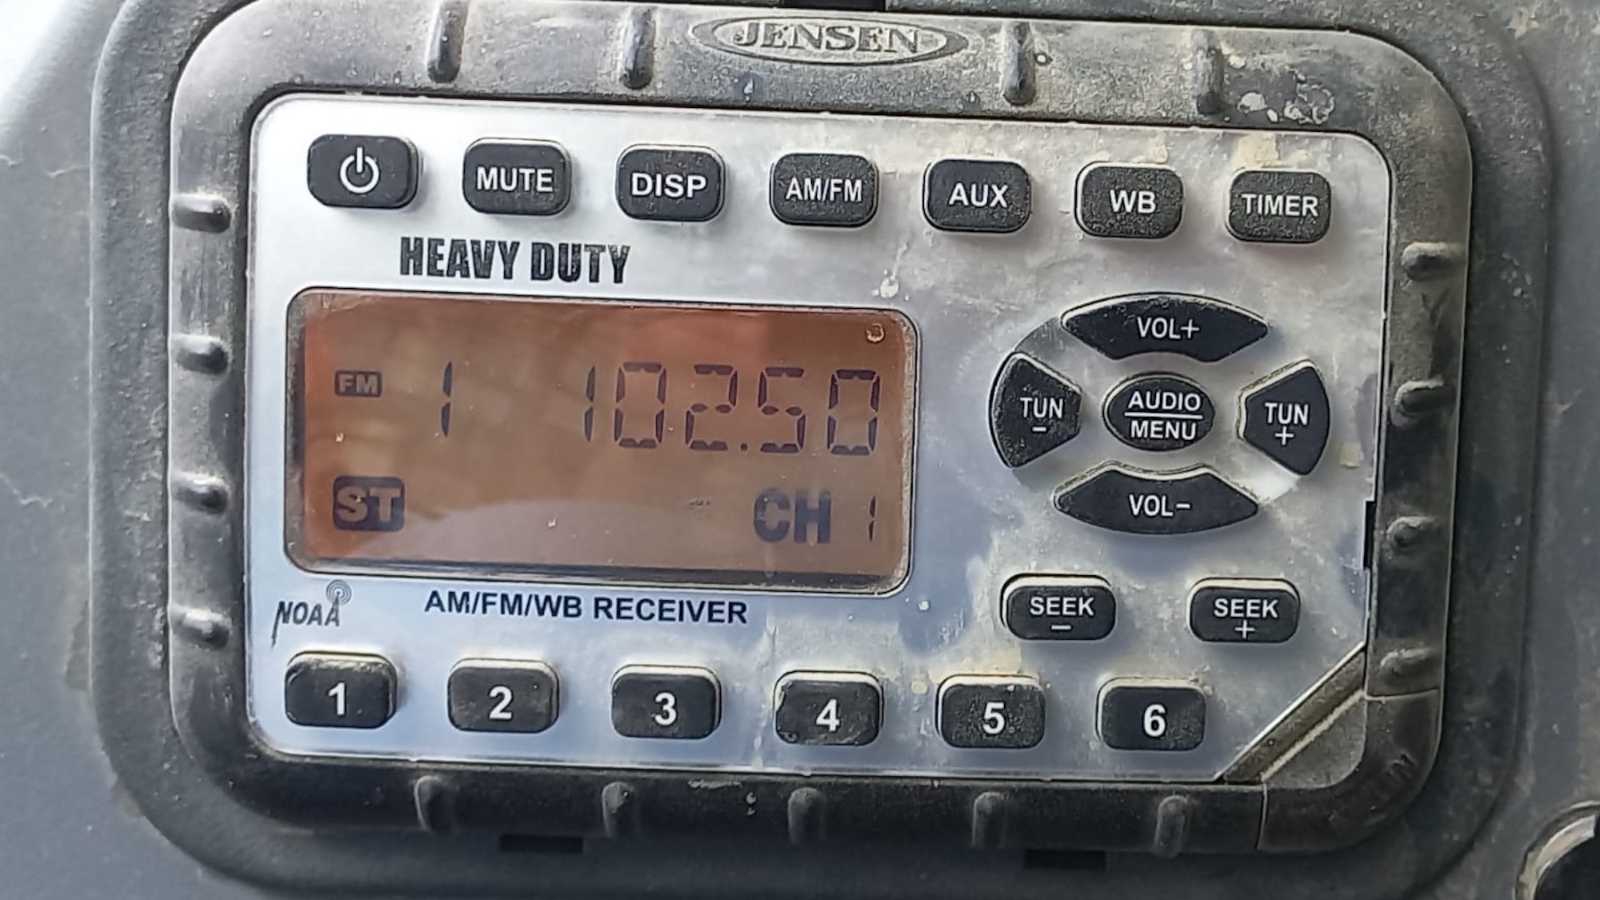 JENSEN
MUTE DISP AM/FM AUX WB TIMER
HEAVY DUTY
VOL+
FM 1 102.50
TUN - AUDIO MENU TUN +
ST CH 1
VOL-
NOAA AM/FM/WB RECEIVER
SEEK - SEEK +
1 2 3 4 5 6